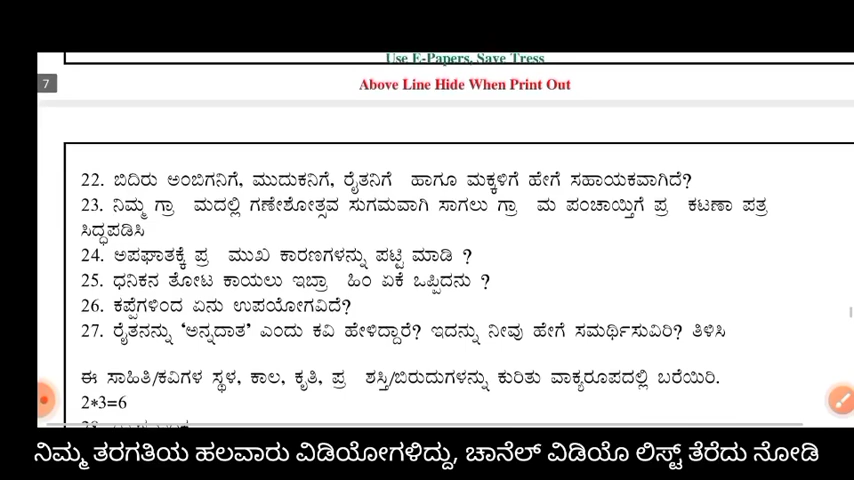 Use E-Papers, Save Tress
7
Above Line Hide When Print Out
22. ಬಿದಿರು ಅಂಬಿಗನಿಗೆ, ಮುದುಕನಿಗೆ, ರೈತನಿಗೆ ಹಾಗೂ ಮಕ್ಕಳಿಗೆ ಹೇಗೆ ಸಹಾಯಕವಾಗಿದೆ?
23. ನಿಮ್ಮ ಗ್ರಾ ಮದಲ್ಲಿ ಗಣೇಶೋತ್ಸವ ಸುಗಮವಾಗಿ ಸಾಗಲು ಗ್ರಾ ಮ ಪಂಚಾಯ್ತಿಗೆ ಪ್ರ ಕಟಣಾ ಪತ್ರ
ಸಿದ್ಧಪಡಿಸಿ
24. ಅಪಘಾತಕ್ಕೆ ಪ್ರ ಮುಖ ಕಾರಣಗಳನ್ನು ಪಟ್ಟಿ ಮಾಡಿ ?
25. ಧನಿಕನ ತೋಟ ಕಾಯಲು ಇಬ್ರಾ ಹಿಂ ಏಕೆ ಒಪ್ಪಿದನು ?
26. ಕಪ್ಪೆಗಳಿಂದ ಏನು ಉಪಯೋಗವಿದೆ?
27. ರೈತನನ್ನು ‘ಅನ್ನದಾತ’ ಎಂದು ಕವಿ ಹೇಳಿದ್ದಾರೆ? ಇದನ್ನು ನೀವು ಹೇಗೆ ಸಮರ್ಥಿಸುವಿರಿ? ತಿಳಿಸಿ
ಈ ಸಾಹಿತಿ/ಕವಿಗಳ ಸ್ಥಳ, ಕಾಲ, ಕೃತಿ, ಪ್ರ ಶಸ್ತಿ/ಬಿರುದುಗಳನ್ನು ಕುರಿತು ವಾಕ್ಯರೂಪದಲ್ಲಿ ಬರೆಯಿರಿ.
2*3=6
ನಿಮ್ಮ ತರಗತಿಯ ಹಲವಾರು ವಿಡಿಯೋಗಳಿದ್ದು, ಚಾನೆಲ್ ವಿಡಿಯೊ ಲಿಸ್ಟ್ ತೆರೆದು ನೋಡಿ